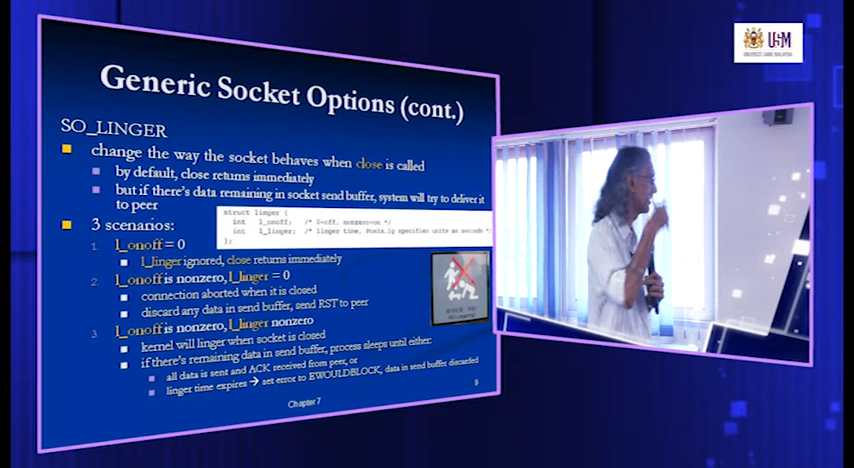 Generic Socket Options (cont.)
USM
UNIVERSITI SAINS MALAYSIA
SO_LINGER
change the way the socket behaves when close is called
by default, close returns immediately
but if there's data remaining in socket send buffer, system will try to deliver it
to peer
struct linger {
int l_onoff; /* 0=off, nonzero=on */
int l_linger; /* linger time, Posix.1g specifies units as seconds */
};
3 scenarios:
1. l_onoff = 0
l_linger ignored, close returns immediately
2. l_onoff is nonzero, l_linger = 0
connection aborted when it is closed
discard any data in send buffer, send RST to peer
3. l_onoff is nonzero, l_linger nonzero
kernel will linger when socket is closed
if there's remaining data in send buffer, process sleeps until either:
all data is sent and ACK received from peer, or
linger time expires → set error to EWOULDBLOCK, data in send buffer discarded
Chapter 7
9